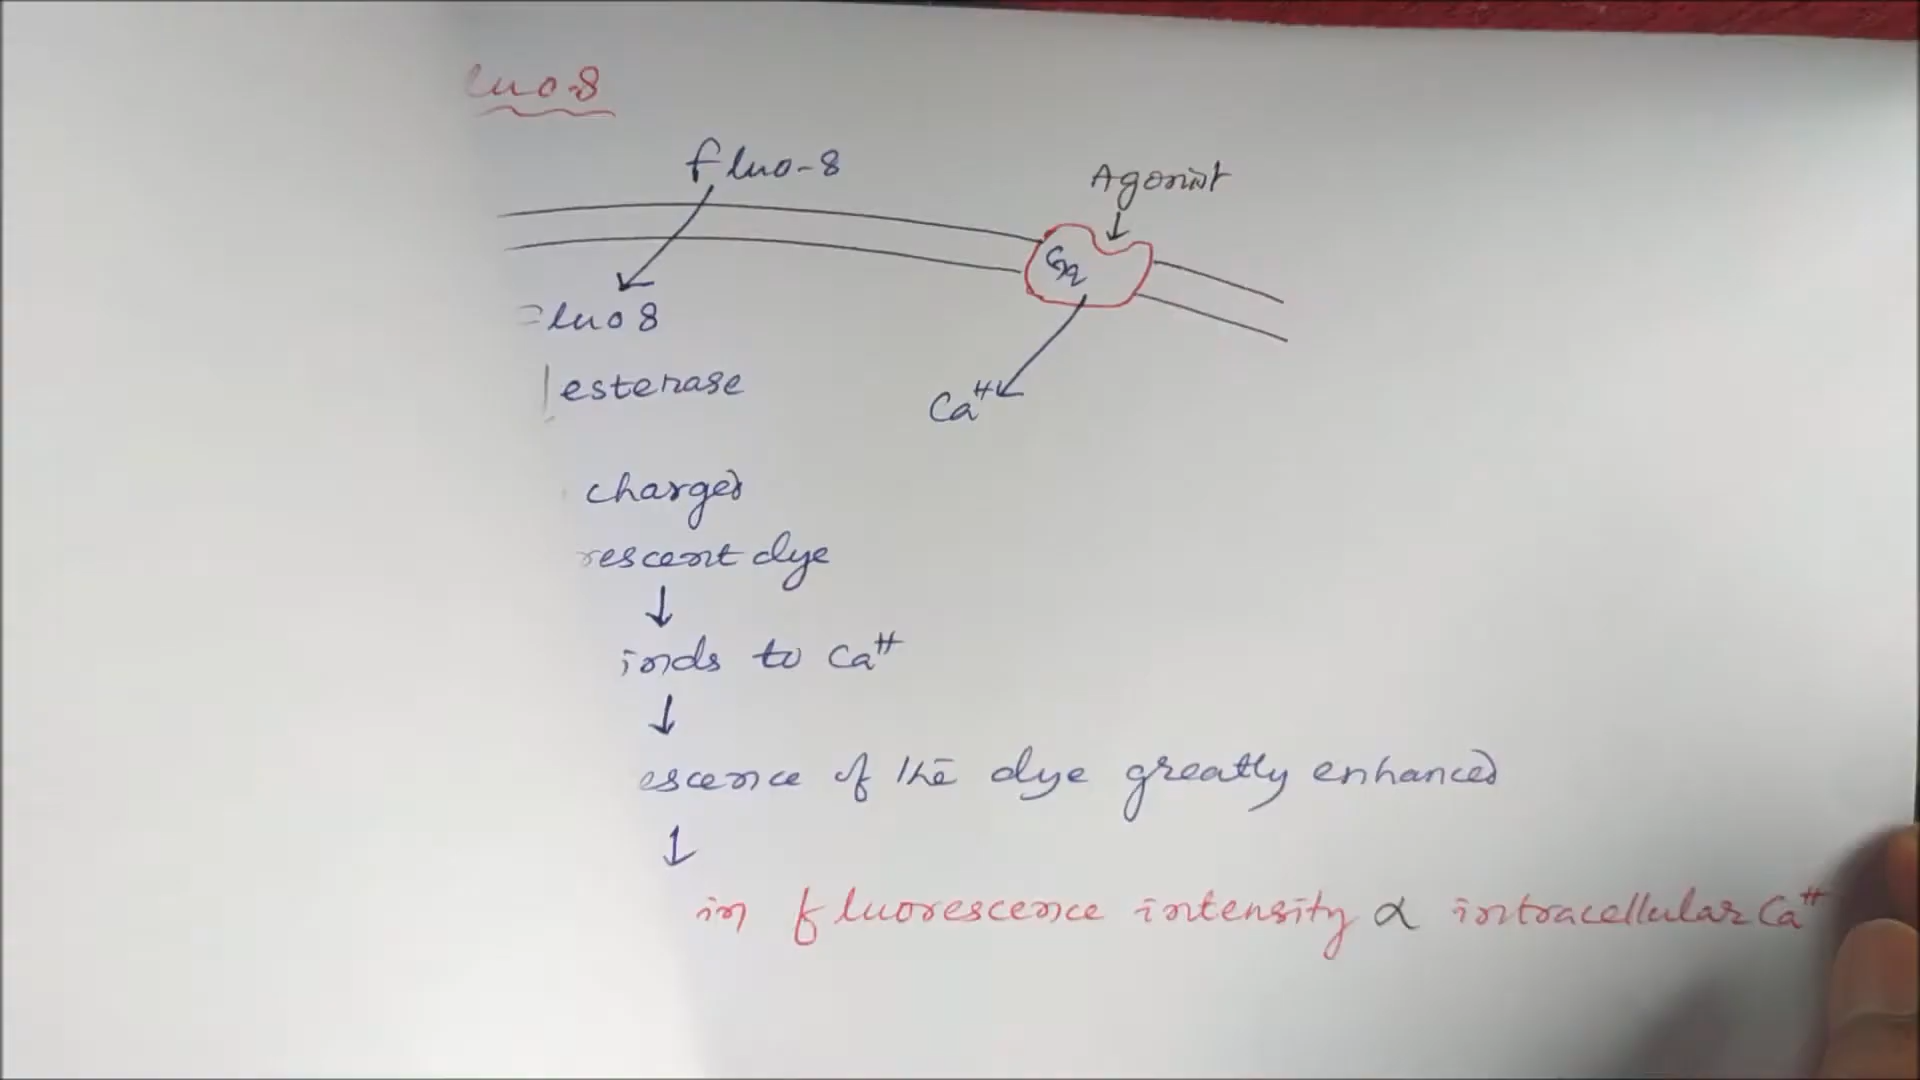 luo-8
fluo-8
Agonist
Gq
luo 8
esterase
Ca++
charged
rescent dye
inds to Ca++
escence of the dye greatly enhanced
in fluorescence intensity α intracellular Ca++